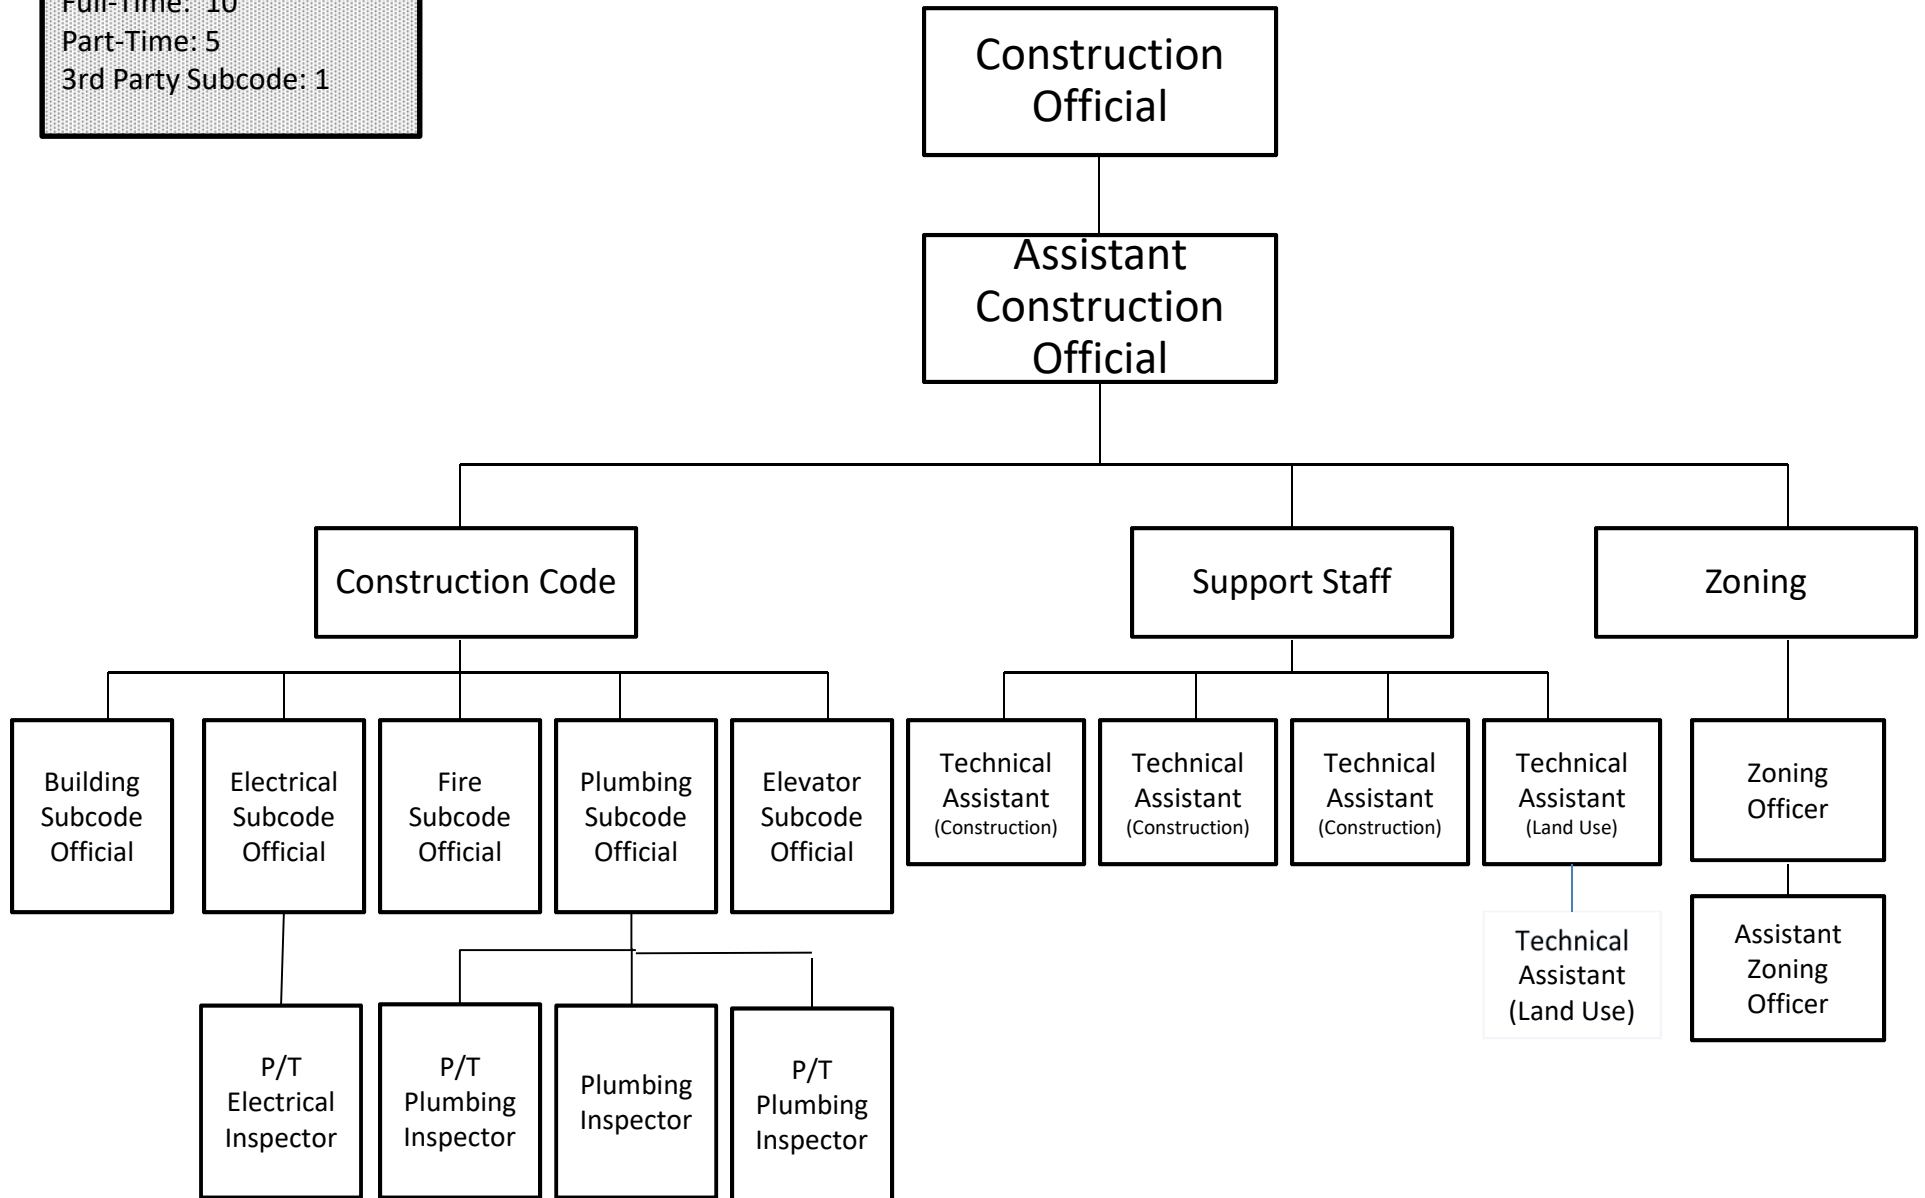 Full-Time: 10
Part-Time: 5
3rd Party Subcode: 1
Construction
Official
Assistant
Construction
Official
Construction Code
Support Staff
Zoning
Building
Subcode
Official
Electrical
Subcode
Official
Fire
Subcode
Official
Plumbing
Subcode
Official
Elevator
Subcode
Official
Technical
Assistant
(Construction)
Technical
Assistant
(Construction)
Technical
Assistant
(Construction)
Technical
Assistant
(Land Use)
Zoning
Officer
Technical
Assistant
(Land Use)
Assistant
Zoning
Officer
P/T
Electrical
Inspector
P/T
Plumbing
Inspector
Plumbing
Inspector
P/T
Plumbing
Inspector